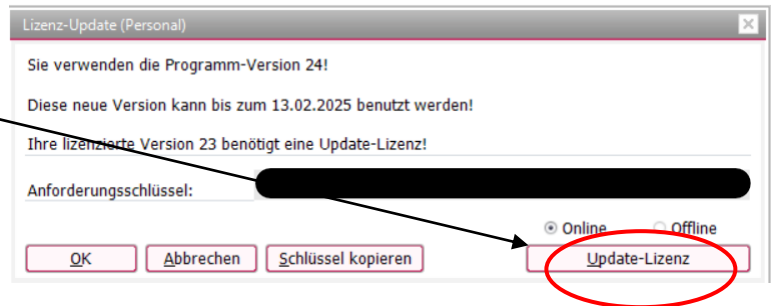 Lizenz-Update (Personal)
Sie verwenden die Programm-Version 24!
Diese neue Version kann bis zum 13.02.2025 benutzt werden!
Ihre lizenzierte Version 23 benötigt eine Update-Lizenz!
Anforderungsschlüssel:
Online Offline
OK Abbrechen Schlüssel kopieren Update-Lizenz